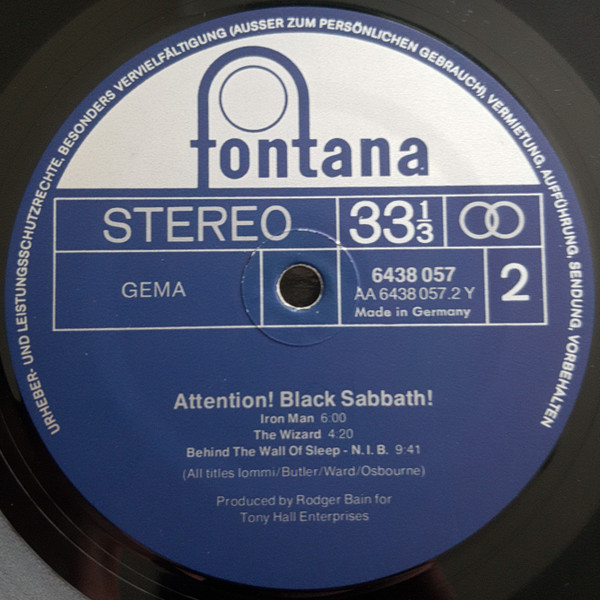 URHEBER- UND LEISTUNGSSCHUTZRECHTE, BESONDERS VERVIELFÄLTIGUNG (AUSSER ZUM PERSÖNLICHEN GEBRAUCH), VERMIETUNG, AUFFÜHRUNG, SENDUNG, VORBEHALTEN
fontana
STEREO 33 1/3
GEMA 6438 057 2
AA 6438 057.2 Y
Made in Germany
Attention! Black Sabbath!
Iron Man 6:00
The Wizard 4:20
Behind The Wall Of Sleep - N.I.B. 9:41
(All titles Iommi/Butler/Ward/Osbourne)
Produced by Rodger Bain for
Tony Hall Enterprises